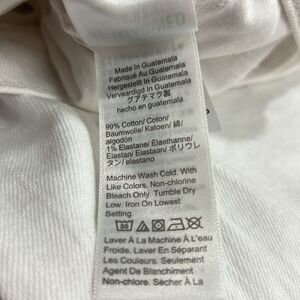 Made In Guatemala
Fabriqué Au Guatemala
Hergestellt In Guatemala
Vervaardigd In Guatemala
グアテマラ製
hecho en guatemala
99% Cotton/ Coton/
Baumwolle/ Katoen/ 綿/
algodón
1% Elastane/ Élasthanne/
Elastan/ Elastaan/ ポリウレ
タン/ elastano
Machine Wash Cold. With
Like Colors. Non-chlorine
Bleach Only. Tumble Dry
Low. Iron On Lowest
Setting.
30
Laver À La Machine À L'eau
Froide. Laver En Séparant
Les Couleurs. Seulement
Agent De Blanchiment
Non-chlore. Sécher À La